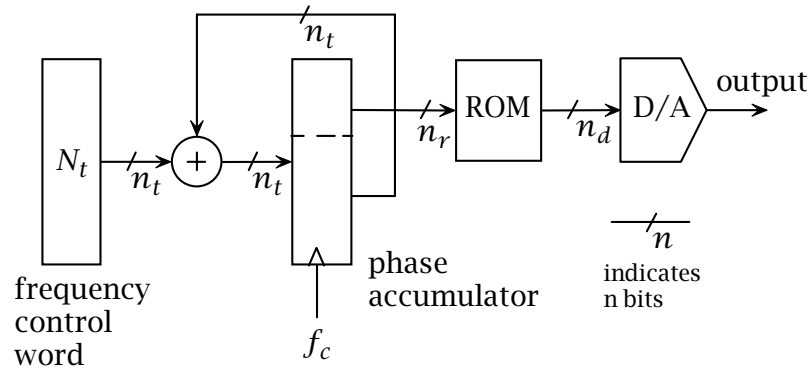 n_t
output
N_t
+
ROM
D/A
n_t
n_t
n_r
n_d
n
frequency
control
word
phase
accumulator
indicates
n bits
f_c